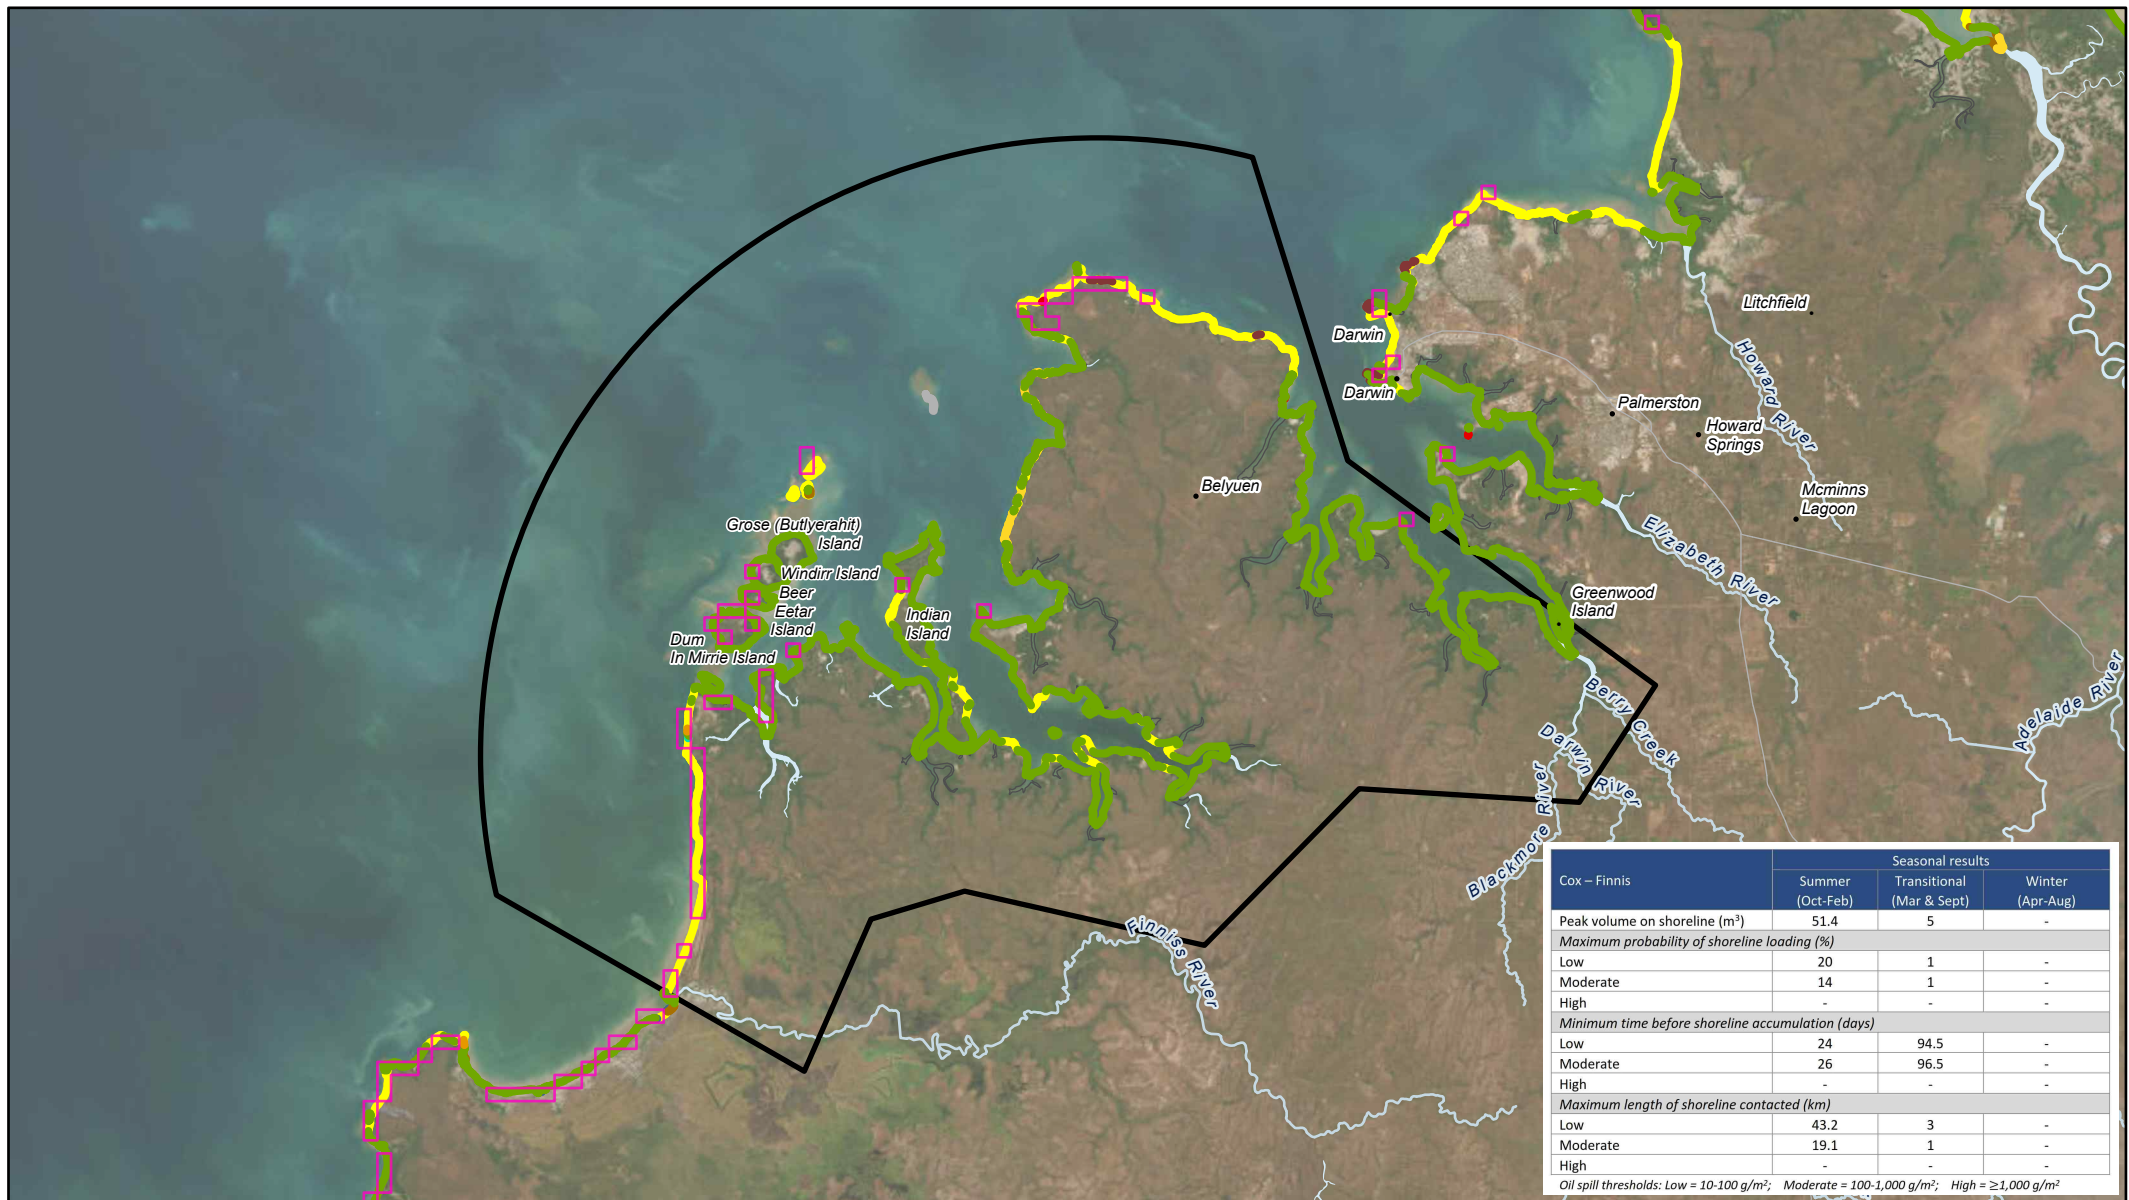 Litchfield
Darwin
Howard River
Darwin
Palmerston
Howard
Springs
Belyuen
Mcminns
Lagoon
Grose (Butlyerahit)
Island
Elizabeth River
Windirr Island
Beer
Eetar
Island
Indian
Island
Greenwood
Island
Dum
In Mirrie Island
Adelaide River
Berry Creek
Darwin River
Blackmore River
Finniss River
Cox – Finnis
Seasonal results
Summer
(Oct-Feb)
Transitional
(Mar & Sept)
Winter
(Apr-Aug)
Peak volume on shoreline (m³) 51.4 5 -
Maximum probability of shoreline loading (%)
Low 20 1 -
Moderate 14 1 -
High - - -
Minimum time before shoreline accumulation (days)
Low 24 94.5 -
Moderate 26 96.5 -
High - - -
Maximum length of shoreline contacted (km)
Low 43.2 3 -
Moderate 19.1 1 -
High - - -
Oil spill thresholds: Low = 10-100 g/m²; Moderate = 100-1,000 g/m²; High = ≥1,000 g/m²